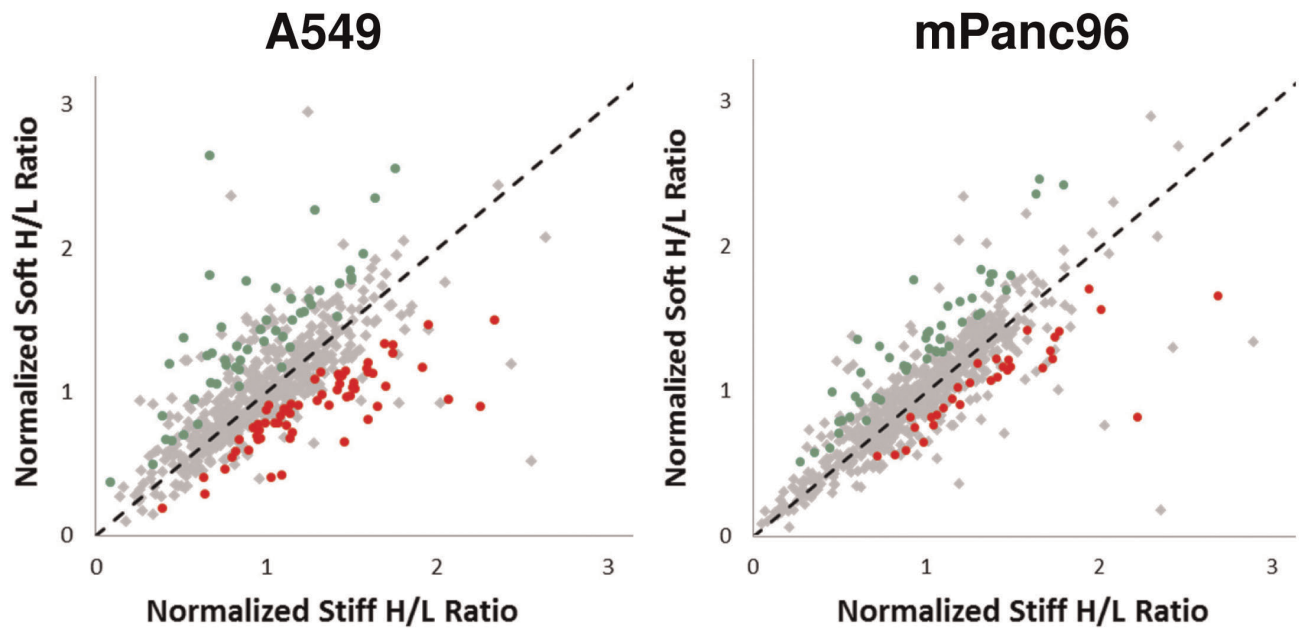 A549
mPanc96
Normalized Soft H/L Ratio
3
2
1
0
0 1 2 3
Normalized Stiff H/L Ratio
Normalized Soft H/L Ratio
3
2
1
0
0 1 2 3
Normalized Stiff H/L Ratio